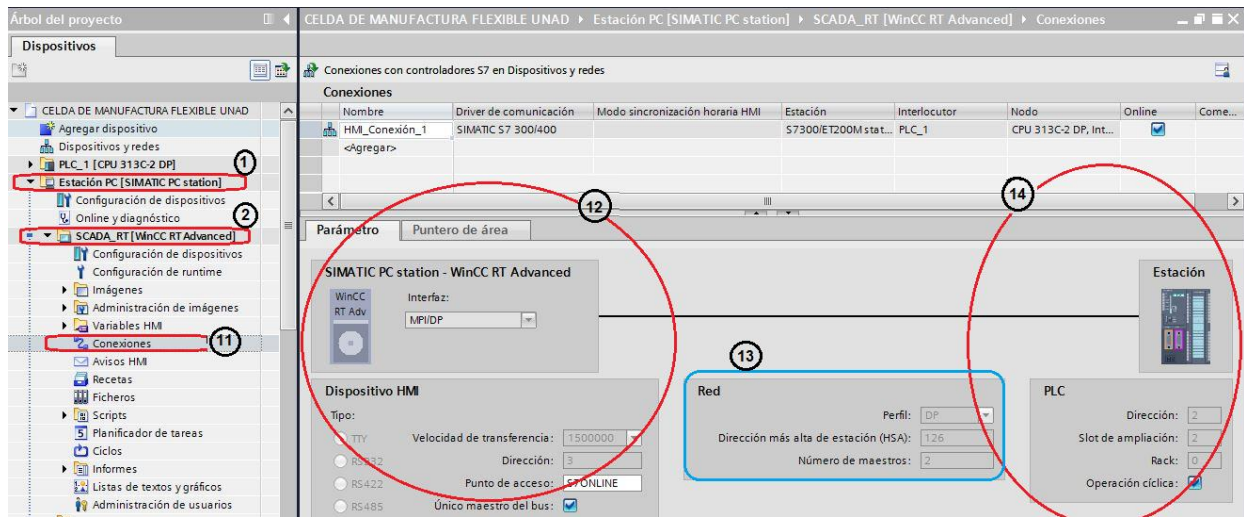 Árbol del proyecto
CELDA DE MANUFACTURA FLEXIBLE UNAD Estación PC [SIMATIC PC station] SCADA_RT [WinCC RT Advanced] Conexiones
Dispositivos
Conexiones con controladores S7 en Dispositivos y redes
Conexiones
Nombre Driver de comunicación Modo sincronización horaria HMI Estación Interlocutor Nodo Online Come...
HMI_Conexión_1 SIMATIC S7 300/400 S7300/ET200M stat... PLC_1 CPU 313C-2 DP, Int...
<Agregar>
CELDA DE MANUFACTURA FLEXIBLE UNAD
Agregar dispositivo
Dispositivos y redes
PLC_1 [CPU 313C-2 DP]
1
Estación PC [SIMATIC PC station]
Configuración de dispositivos
Online y diagnóstico
2
SCADA_RT [WinCC RT Advanced]
Configuración de dispositivos
Configuración de runtime
Imágenes
Administración de imágenes
Variables HMI
Conexiones
11
Avisos HMI
Recetas
Ficheros
Scripts
Planificador de tareas
Ciclos
Informes
Listas de textos y gráficos
Administración de usuarios
12
14
Parámetro Puntero de área
SIMATIC PC station - WinCC RT Advanced
WinCC
RT Adv
Interfaz:
MPI/DP
Estación
13
Dispositivo HMI
Tipo:
TTY
RS232
RS422
RS485
Velocidad de transferencia: 1500000
Dirección: 3
Punto de acceso: S7ONLINE
Único maestro del bus:
Red
Perfil: DP
Dirección más alta de estación (HSA): 126
Número de maestros: 2
PLC
Dirección: 2
Slot de ampliación: 2
Rack: 0
Operación cíclica: